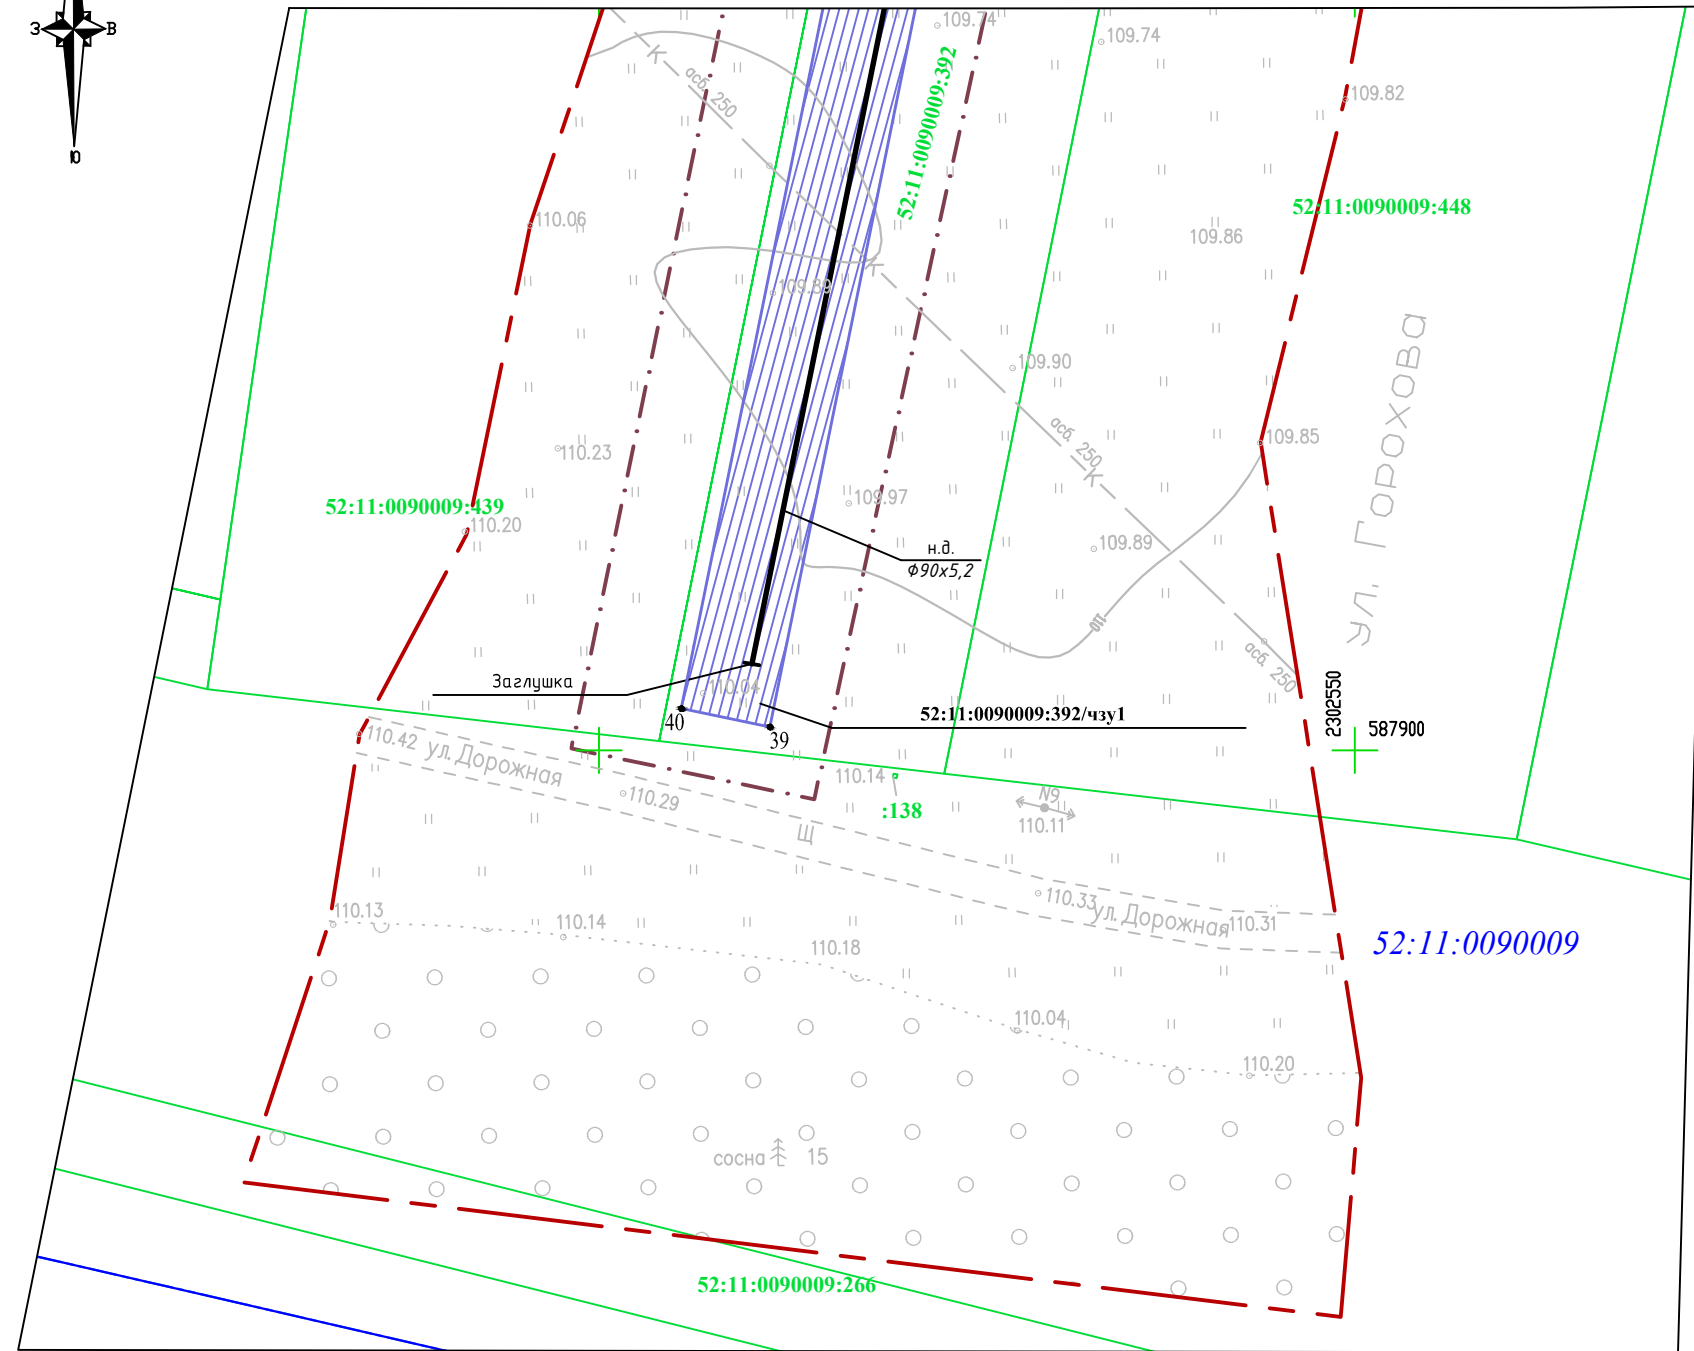 З
В
Ю
109.74
109.74
109.82
К
асб. 250
52:11:0090009:392
52:11:0090009:448
110.06
109.86
К
109.89
ул. Горохова
109.90
асб. 250
109.85
110.23
К
52:11:0090009:439
109.97
110.20
н.д.
Ф90х5,2
109.89
110
асб. 250
Заглушка
110.04
2302550
52:11:0090009:392/чзу1
40
39
587900
110.42
ул. Дорожная
110.29
110.14
:138
N9
110.11
Щ
110.33
ул. Дорожная
110.31
110.13
110.14
110.18
52:11:0090009
110.04
110.20
сосна
15
52:11:0090009:266